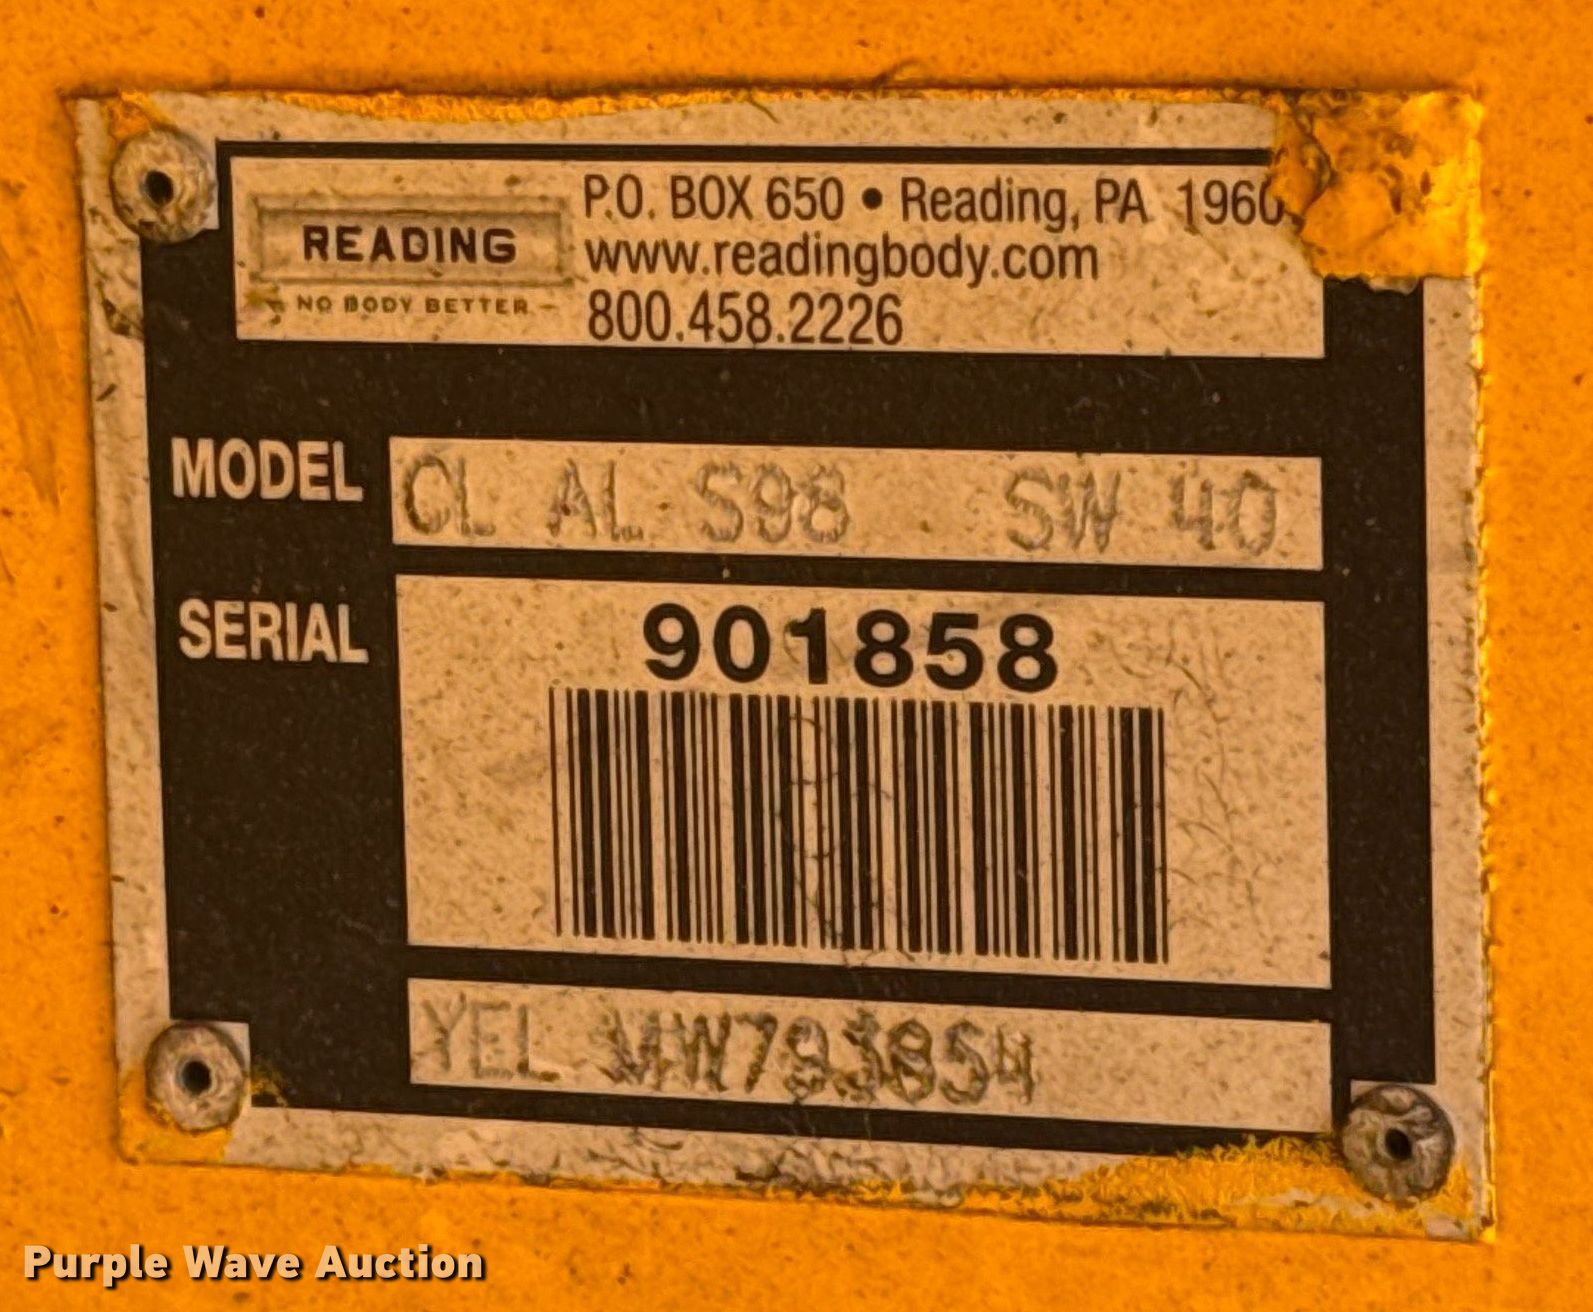 READING
NO BODY BETTER
P.O. BOX 650 • Reading, PA 1960
www.readingbody.com
800.458.2226
MODEL CL AL S98 SW 40
SERIAL 901858
YEL
Purple Wave Auction